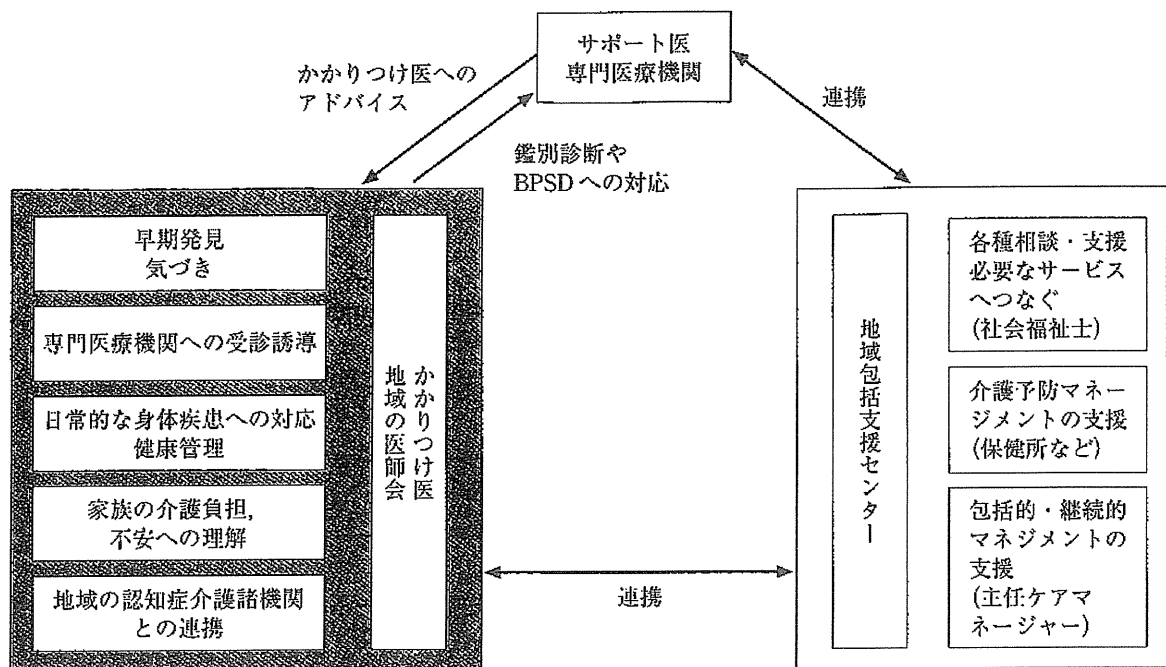 サポート医
専門医療機関
かかりつけ医への
アドバイス
連携
鑑別診断や
BPSDへの対応
早期発見
気づき
専門医療機関への受診誘導
日常的な身体疾患への対応
健康管理
家族の介護負担,
不安への理解
地域の認知症介護諸機関
との連携
かかりつけ医
地域の医師会
連携
地域包括支援センター
各種相談・支援
必要なサービス
へつなぐ
(社会福祉士)
介護予防マネー
ジメントの支援
(保健所など)
包括的・継続的
マネジメントの
支援
(主任ケアマ
ネージャー)